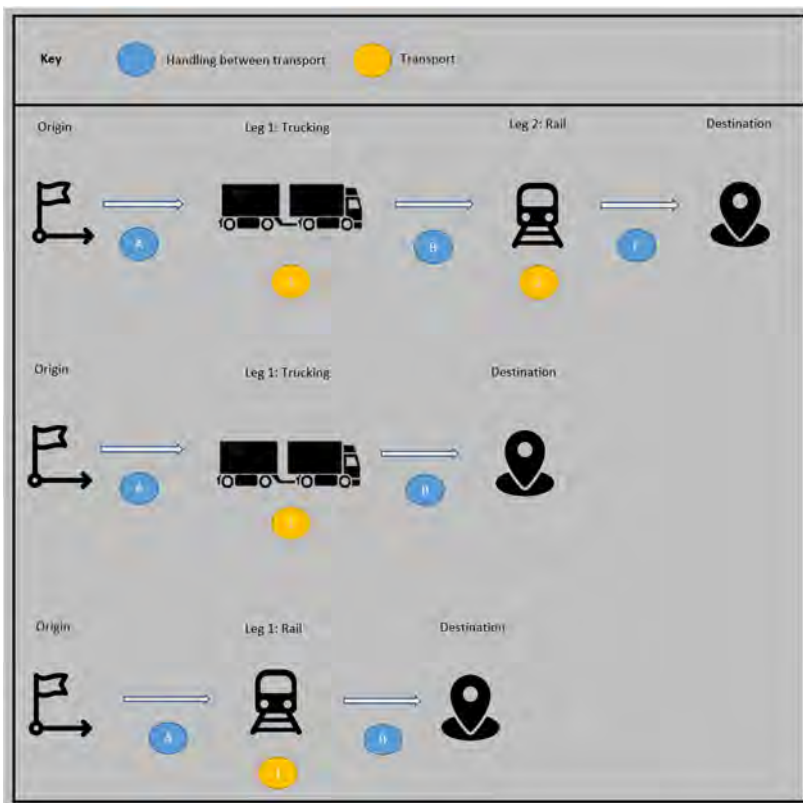 Key Handling between transport Transport
Origin Leg 1: Trucking Leg 2: Rail Destination
A B
Origin Leg 1: Trucking Destination
A B
Origin Leg 1: Rail Destination
A B
1